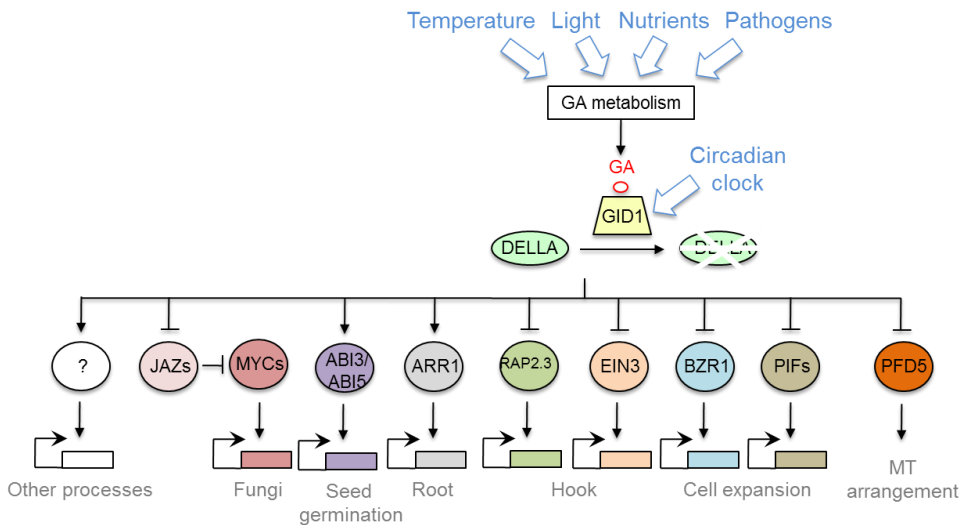 Temperature Light Nutrients Pathogens
GA metabolism
GA
Circadian
clock
GID1
DELLA
DELLA
?
JAZs
MYCs
ABI3/
ABI5
ARR1
RAP2.3
EIN3
BZR1
PIFs
PFD5
Other processes
Fungi
Seed
germination
Root
Hook
Cell expansion
MT
arrangement